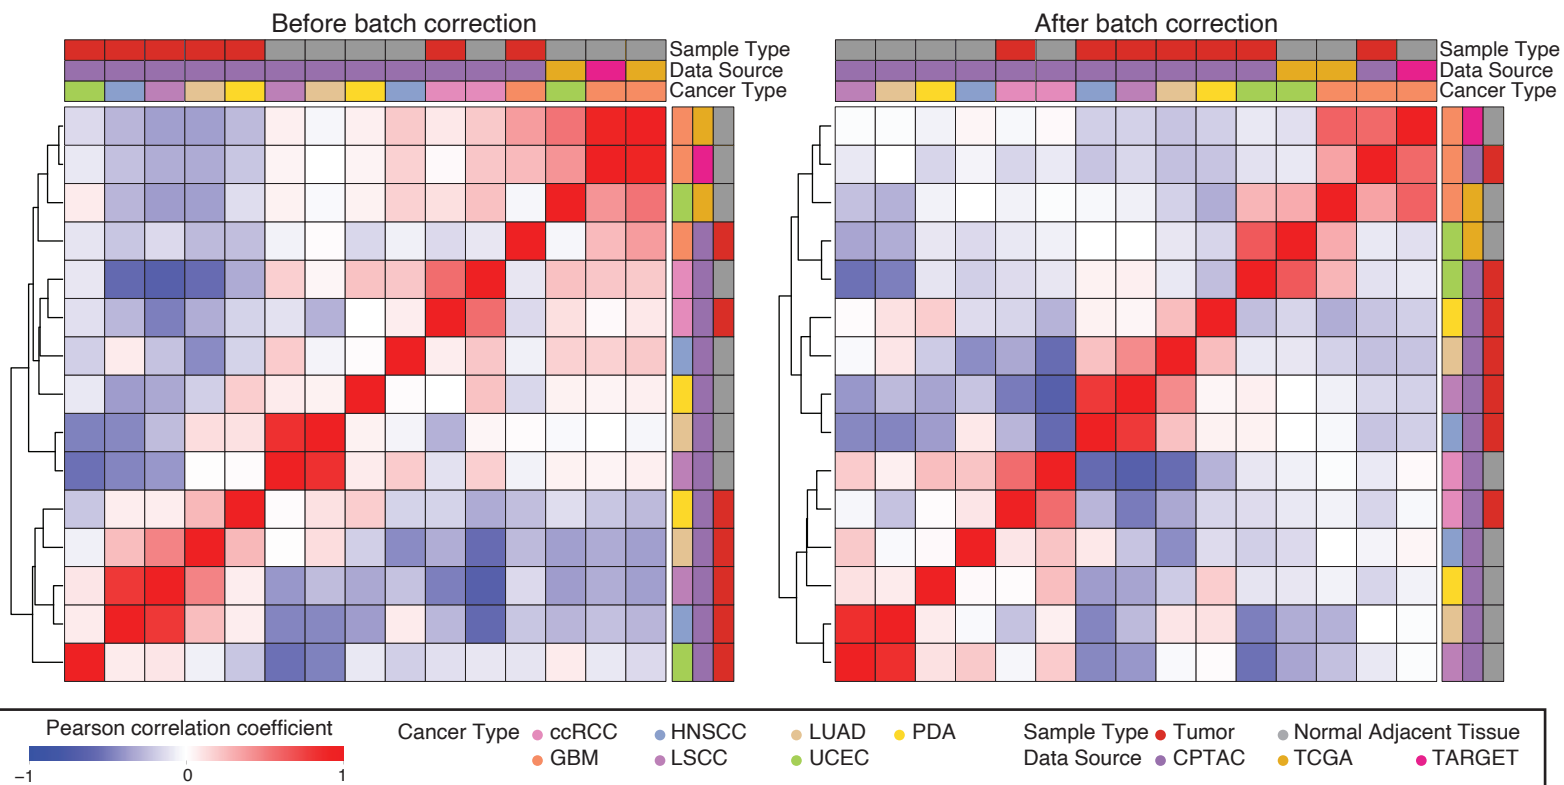 Before batch correction
After batch correction
Sample Type
Data Source
Cancer Type
Sample Type
Data Source
Cancer Type
Pearson correlation coefficient
−1 0 1
Cancer Type ccRCC HNSCC LUAD PDA
GBM LSCC UCEC
Sample Type Tumor Normal Adjacent Tissue
Data Source CPTAC TCGA TARGET